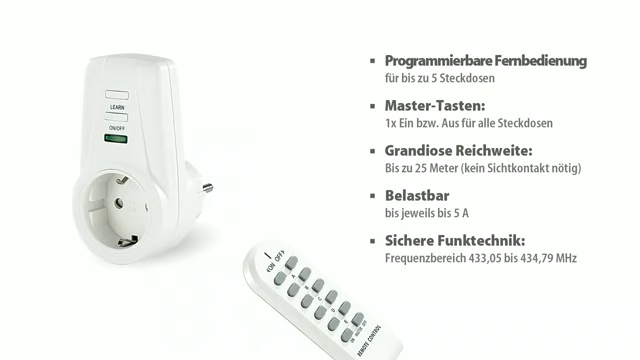 LEARN
ON/OFF
Programmierbare Fernbedienung
für bis zu 5 Steckdosen
Master-Tasten:
1x Ein bzw. Aus für alle Steckdosen
Grandiose Reichweite:
Bis zu 25 Meter (kein Sichtkontakt nötig)
Belastbar
bis jeweils bis 5 A
Sichere Funktechnik:
Frequenzbereich 433,05 bis 434,79 MHz
ON OFF
A
B
C
D
E
REMOTE CONTROL